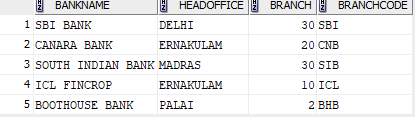 BANKNAME HEADOFFICE BRANCH BRANCHCODE
1 SBI BANK DELHI 30 SBI
2 CANARA BANK ERNAKULAM 20 CNB
3 SOUTH INDIAN BANK MADRAS 30 SIB
4 ICL FINCROP ERNAKULAM 10 ICL
5 BOOTHOUSE BANK PALAI 2 BHB